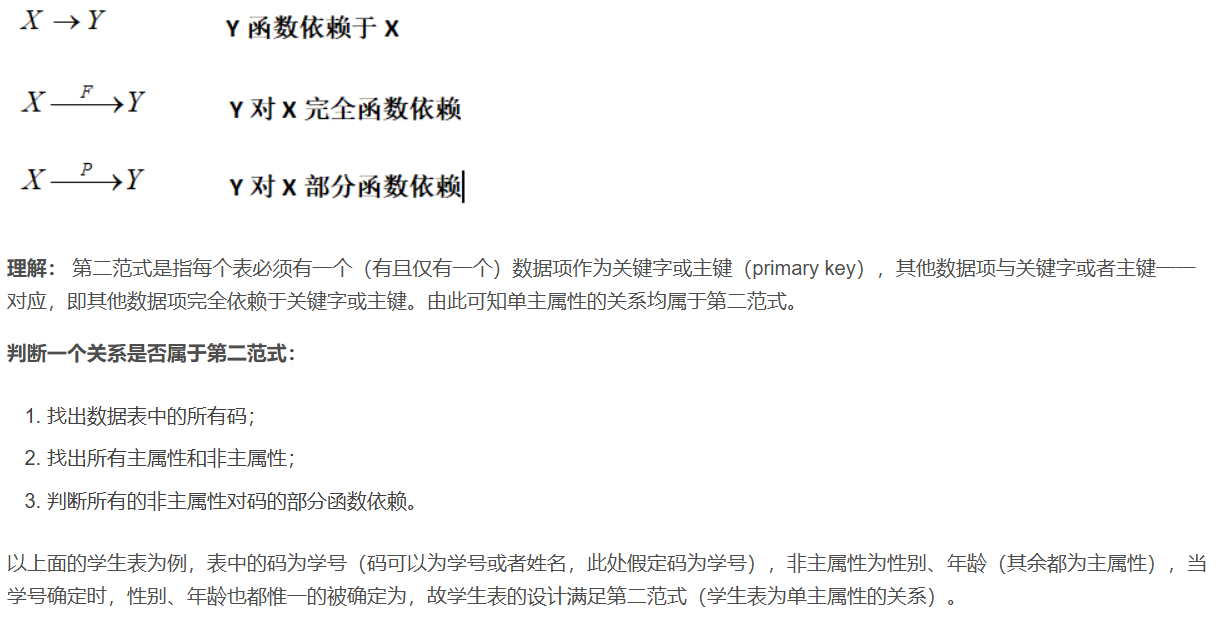 X → Y Y 函数依赖于 X
X F→ Y Y 对 X 完全函数依赖
X P→ Y Y 对 X 部分函数依赖
理解： 第二范式是指每个表必须有一个（有且仅有一个）数据项作为关键字或主键（primary key），其他数据项与关键字或者主键一一
对应，即其他数据项完全依赖于关键字或主键。由此可知单主属性的关系均属于第二范式。
判断一个关系是否属于第二范式：
1. 找出数据表中的所有码；
2. 找出所有主属性和非主属性；
3. 判断所有的非主属性对码的部分函数依赖。
以上面的学生表为例，表中的码为学号（码可以为学号或者姓名，此处假定码为学号），非主属性为性别、年龄（其余都为主属性），当
学号确定时，性别、年龄也都惟一的被确定为，故学生表的设计满足第二范式（学生表为单主属性的关系）。